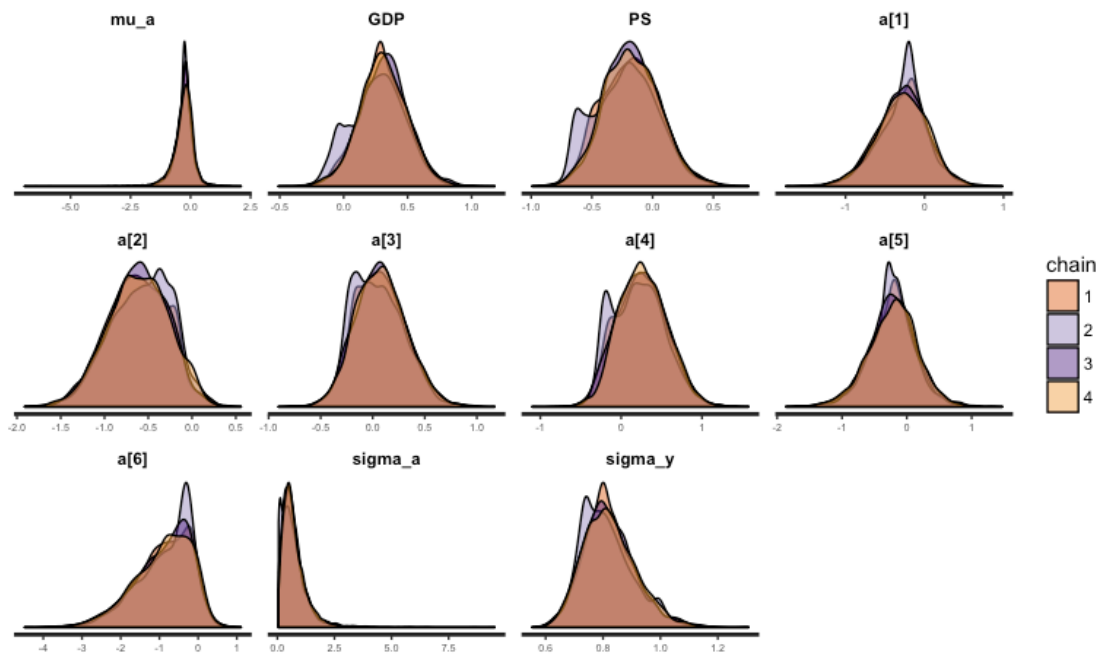 mu_a GDP PS a[1]
-5.0 -2.5 0.0 2.5 -0.5 0.0 0.5 1.0 -1.0 -0.5 0.0 0.5 -1 0 1
a[2] a[3] a[4] a[5]
-2.0 -1.5 -1.0 -0.5 0.0 0.5 -1.0 -0.5 0.0 0.5 1.0 -1 0 1 -2 -1 0 1
chain
1
2
3
4
a[6] sigma_a sigma_y
-4 -3 -2 -1 0 1 0.0 2.5 5.0 7.5 0.6 0.8 1.0 1.2